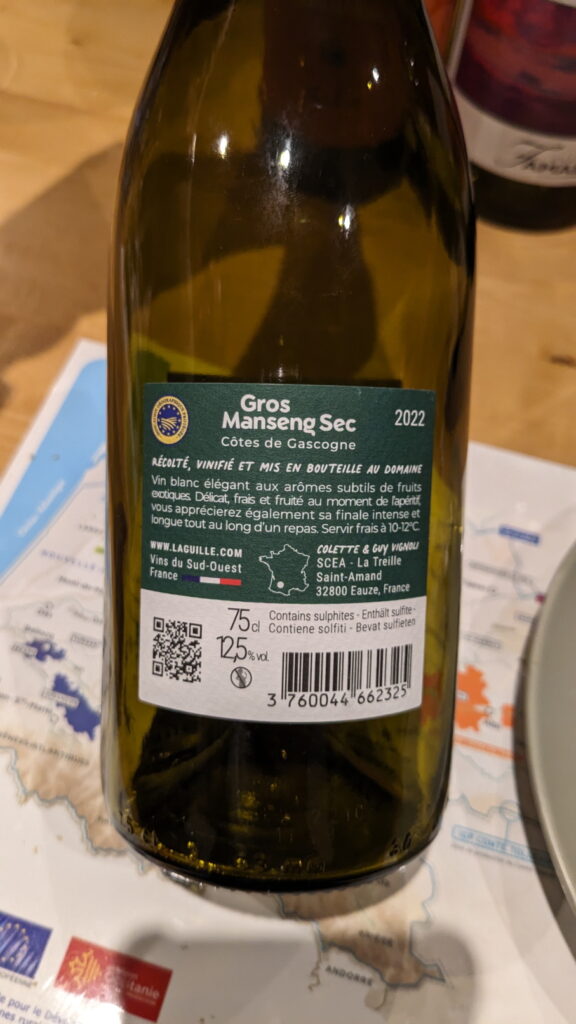 Gros
Manseng Sec
2022
Côtes de Gascogne
RÉCOLTÉ, VINIFIÉ ET MIS EN BOUTEILLE AU DOMAINE
Vin blanc élégant aux arômes subtils de fruits
exotiques. Délicat, frais et fruité au moment de l'apéritif,
vous apprécierez également sa finale intense et
longue tout au long d'un repas. Servir frais à 10-12°C.
WWW.LAGUILLE.COM
Vins du Sud-Ouest
France
COLETTE & GUY VIGNOLI
SCEA - La Treille
Saint-Amand
32800 Eauze, France
75 cl
12,5 % vol.
Contains sulphites - Enthält sulfite -
Contiene solfiti - Bevat sulfieten
3 760044 662325
ANDORRE